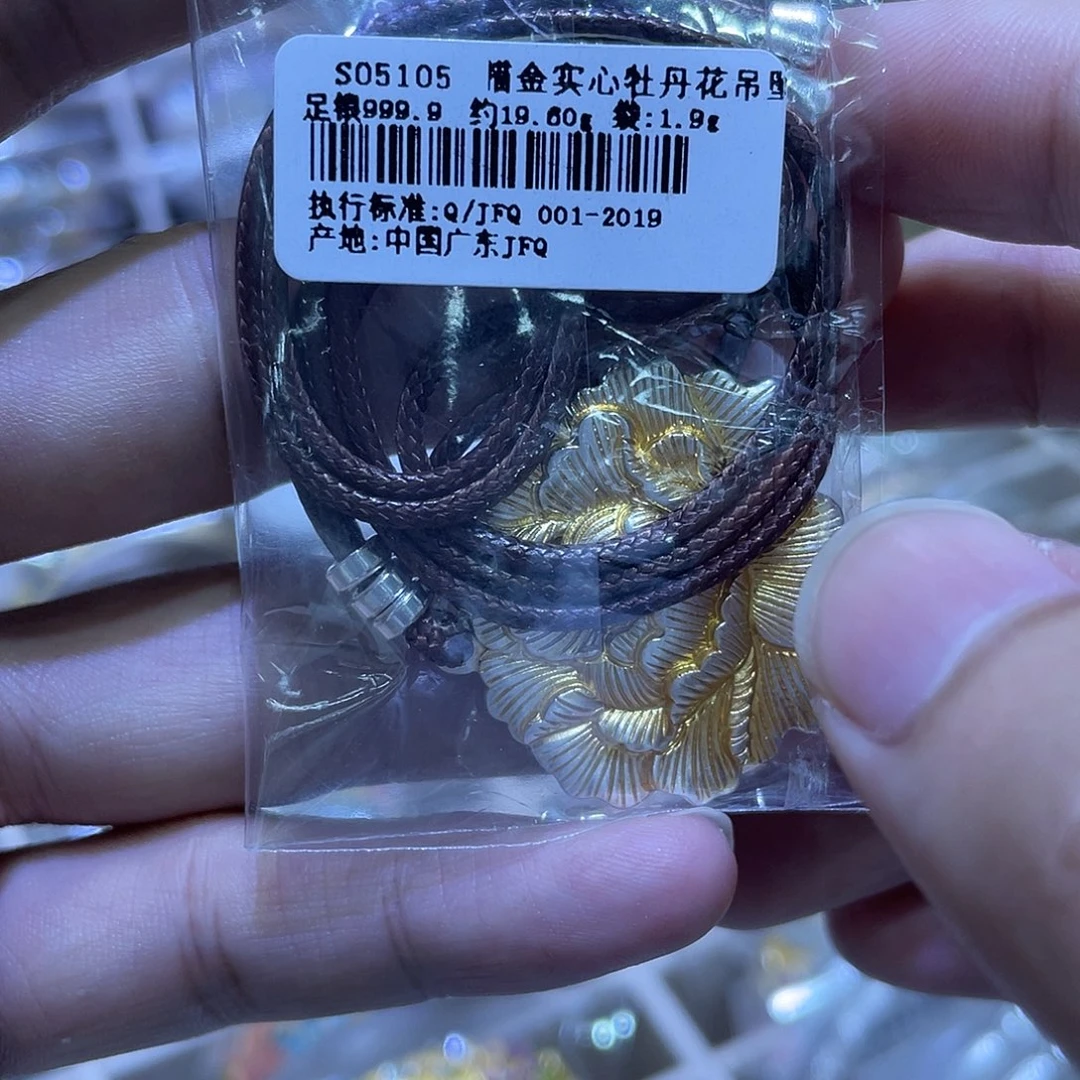 S05105 鎏金实心牡丹花吊坠
足银999.9 约19.60g 袋:1.9g
执行标准:Q/JFQ 001-2019
产地:中国广东JFQ